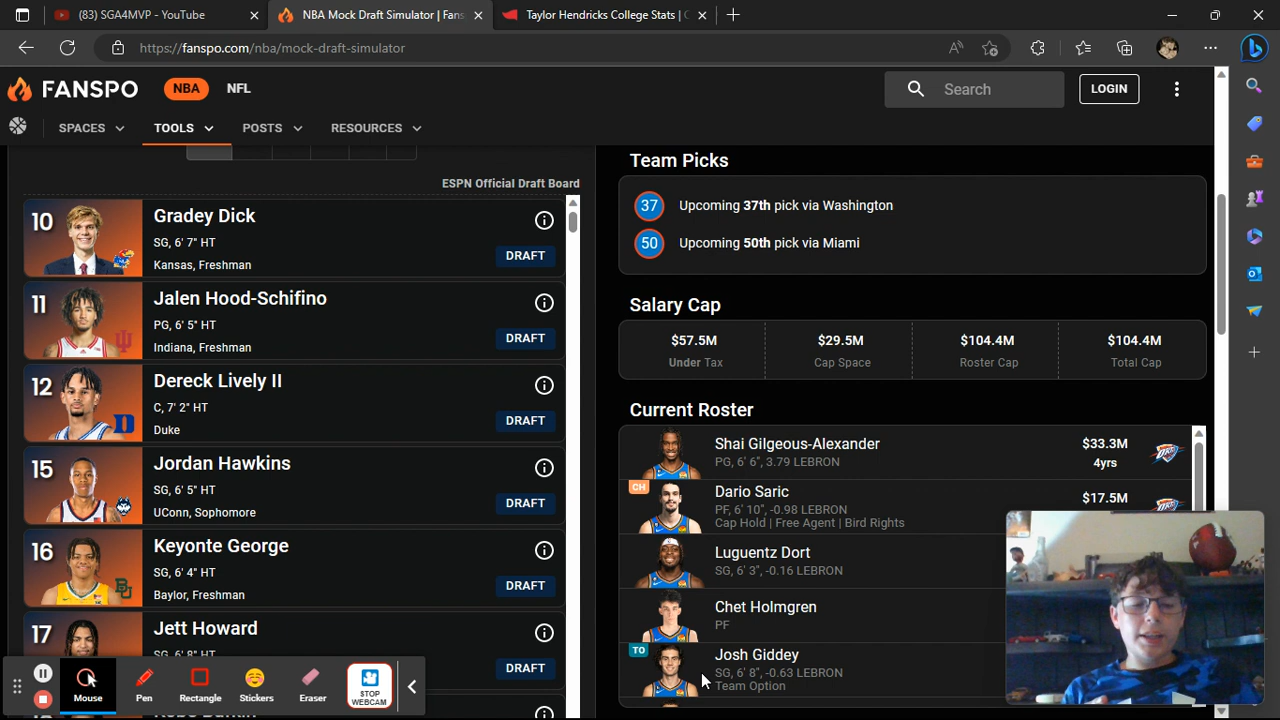 (83) SGA4MVP - YouTube
NBA Mock Draft Simulator | Fans
Taylor Hendricks College Stats | C
https://fanspo.com/nba/mock-draft-simulator
FANSPO
NBA
NFL
Search
LOGIN
SPACES
TOOLS
POSTS
RESOURCES
ESPN Official Draft Board
10
Gradey Dick
SG, 6' 7" HT
Kansas, Freshman
DRAFT
11
Jalen Hood-Schifino
PG, 6' 5" HT
Indiana, Freshman
DRAFT
12
Dereck Lively II
C, 7' 2" HT
Duke
DRAFT
15
Jordan Hawkins
SG, 6' 5" HT
UConn, Sophomore
DRAFT
16
Keyonte George
SG, 6' 4" HT
Baylor, Freshman
DRAFT
17
Jett Howard
SG, 6' 8" HT
DRAFT
Team Picks
37 Upcoming 37th pick via Washington
50 Upcoming 50th pick via Miami
Salary Cap
$57.5M $29.5M $104.4M $104.4M
Under Tax Cap Space Roster Cap Total Cap
Current Roster
Shai Gilgeous-Alexander
PG, 6' 6", 3.79 LEBRON
$33.3M
4yrs
CH
Dario Saric
PF, 6' 10", -0.98 LEBRON
Cap Hold | Free Agent | Bird Rights
$17.5M
Luguentz Dort
SG, 6' 3", -0.16 LEBRON
Chet Holmgren
PF
TO
Josh Giddey
SG, 6' 8", -0.63 LEBRON
Team Option
Mouse
Pen
Rectangle
Stickers
Eraser
STOP
WEBCAM